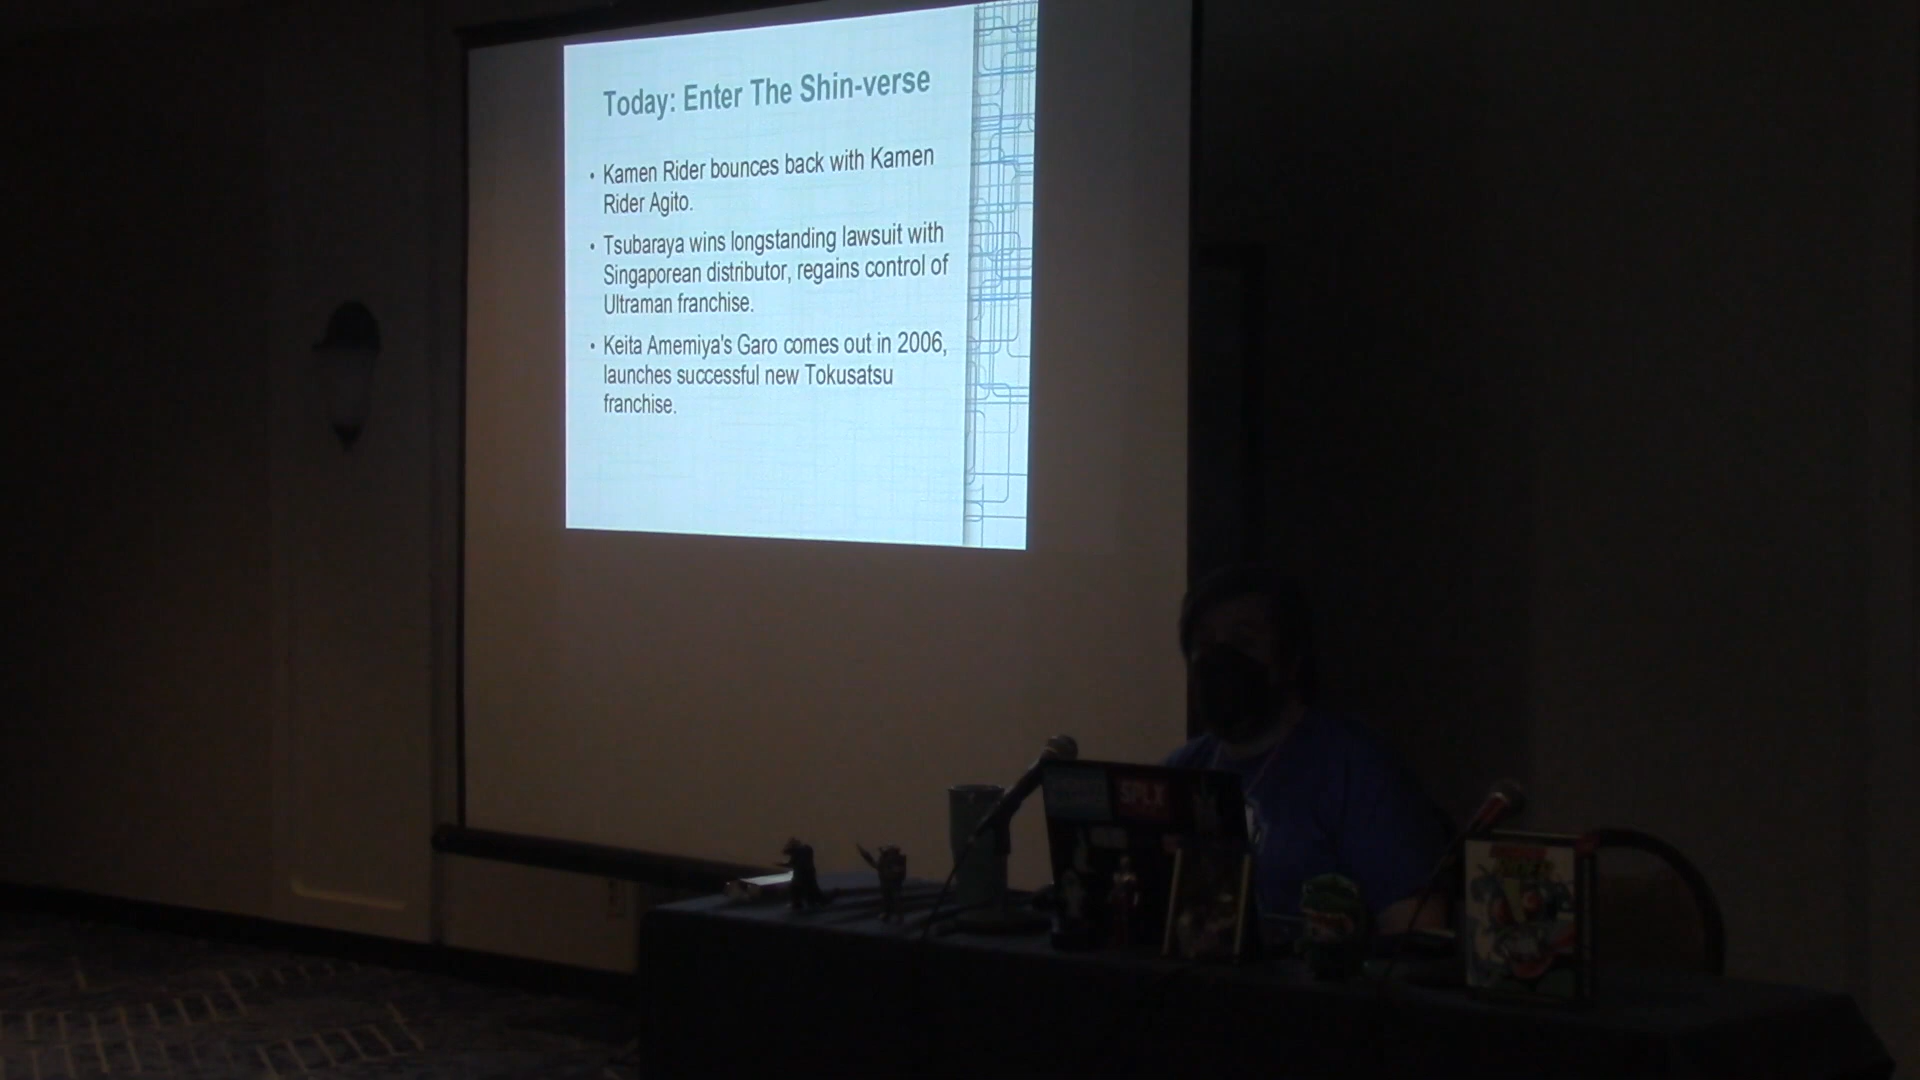 Today: Enter The Shin-verse
• Kamen Rider bounces back with Kamen
Rider Agito.
• Tsubaraya wins longstanding lawsuit with
Singaporean distributor, regains control of
Ultraman franchise.
• Keita Amemiya's Garo comes out in 2006,
launches successful new Tokusatsu
franchise.